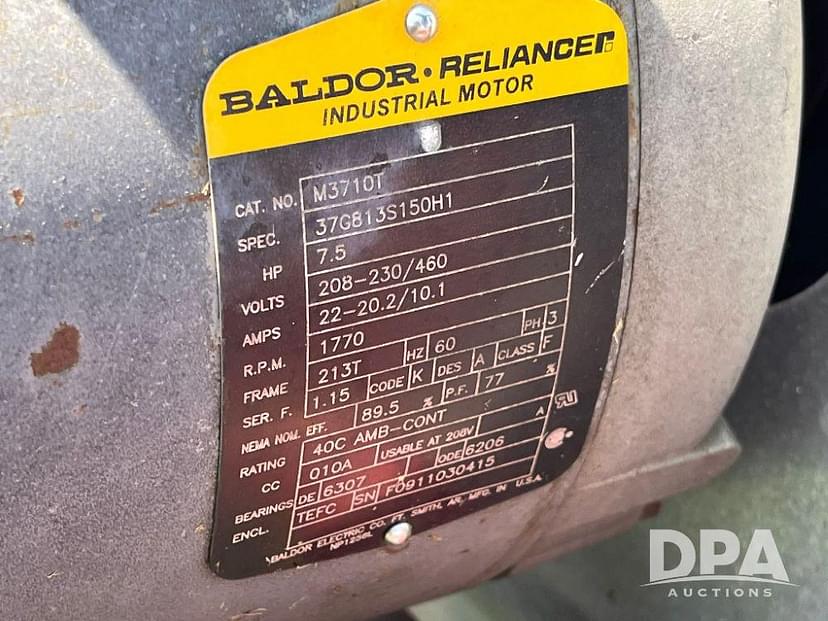 BALDOR · RELIANCER
INDUSTRIAL MOTOR
CAT. NO. M3710T
SPEC. 37G813S150H1
HP 7.5
VOLTS 208-230/460
AMPS 22-20.2/10.1
R.P.M. 1770
FRAME 213T HZ 60 PH 3
SER. F. 1.15 CODE K DES A CLASS F
NEMA NOM. EFF. 89.5 % P.F. 77 %
RATING 40C AMB-CONT
CC 010A USABLE AT 208V A
BEARINGS DE 6307 ODE 6206
ENCL. TEFC SN F0911030415
BALDOR ELECTRIC CO. FT. SMITH, AR. MFG. IN U.S.A.
NP1256L
DPA
AUCTIONS